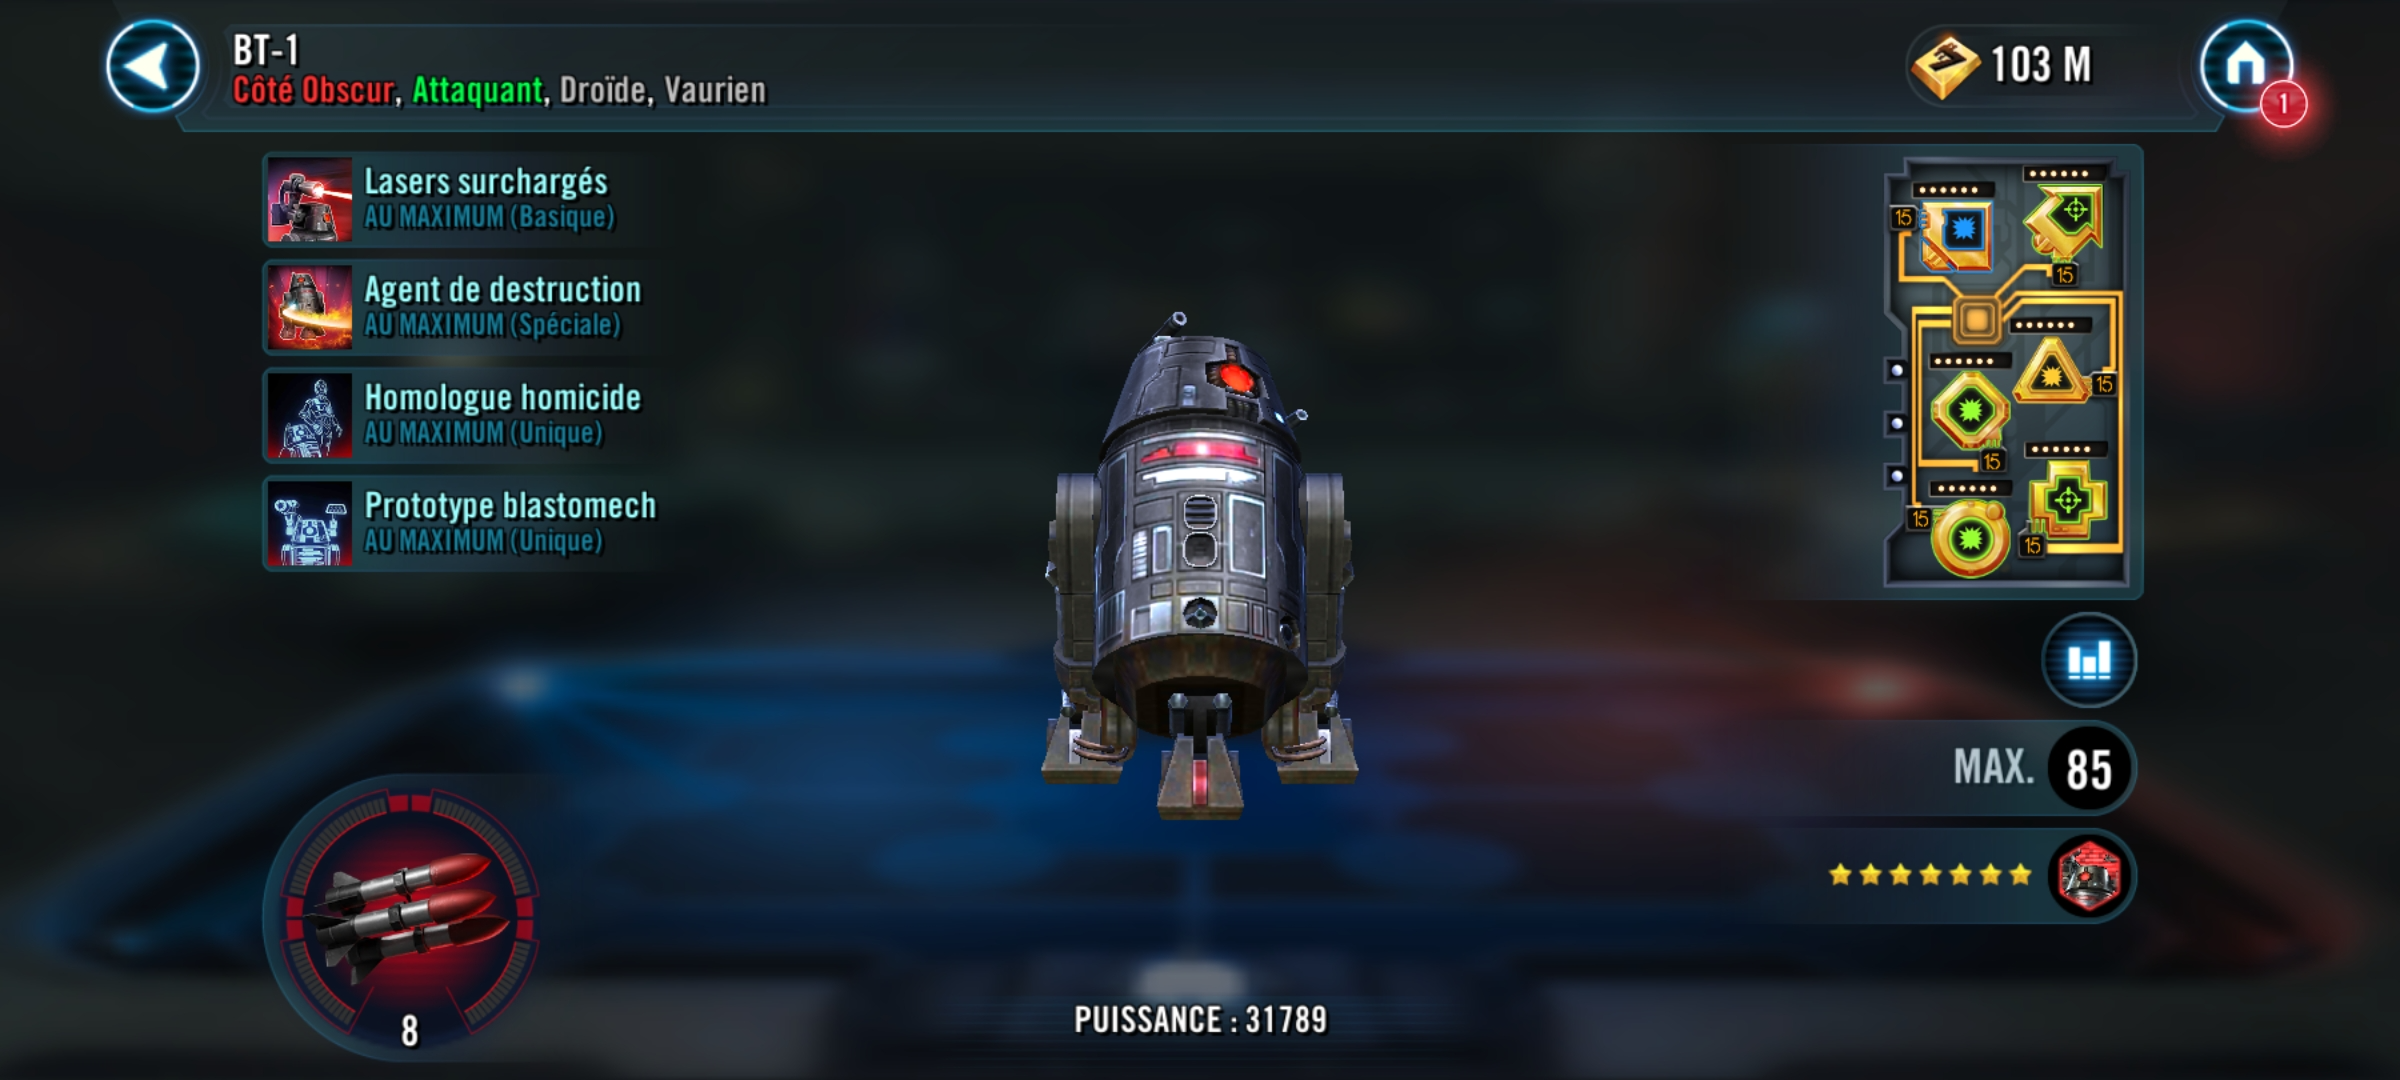 BT-1
Côté Obscur, Attaquant, Droïde, Vaurien
103 M
1
Lasers surchargés
AU MAXIMUM (Basique)
Agent de destruction
AU MAXIMUM (Spéciale)
Homologue homicide
AU MAXIMUM (Unique)
Prototype blastomech
AU MAXIMUM (Unique)
15
15
15
15
15
15
MAX. 85
8
PUISSANCE : 31789